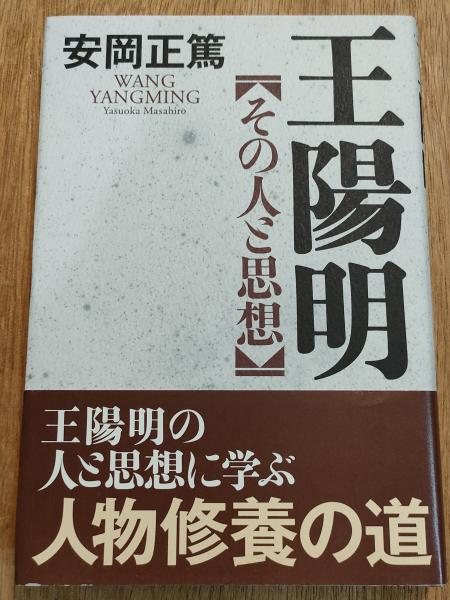 王陽明
【その人と思想】
安岡正篤
WANG
YANGMING
Yasuoka Masahiro
王陽明の
人と思想に学ぶ
人物修養の道